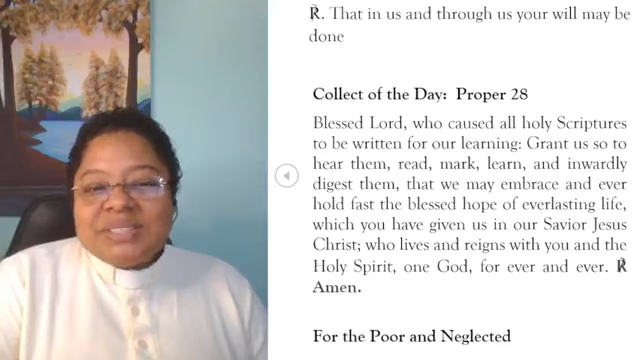 ℟. That in us and through us your will may be
done
Collect of the Day: Proper 28
Blessed Lord, who caused all holy Scriptures
to be written for our learning: Grant us so to
hear them, read, mark, learn, and inwardly
digest them, that we may embrace and ever
hold fast the blessed hope of everlasting life,
which you have given us in our Savior Jesus
Christ; who lives and reigns with you and the
Holy Spirit, one God, for ever and ever. ℟
Amen.
For the Poor and Neglected